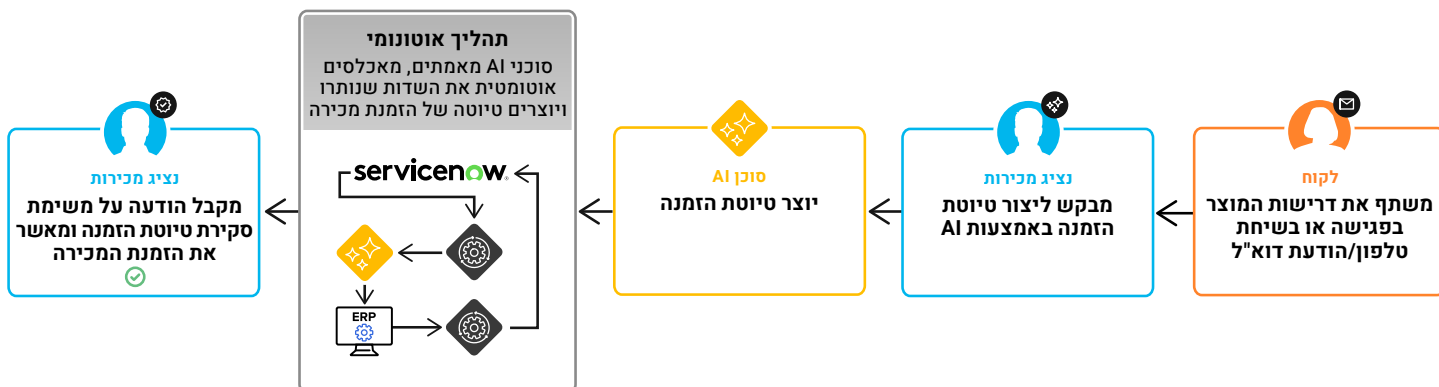 לקוח
משתף את דרישות המוצר
בפגישה או בשיחת
טלפון/הודעת דוא"ל
נציג מכירות
מבקש ליצור טיוטת
הזמנה באמצעות AI
סוכן AI
יוצר טיוטת הזמנה
תהליך אוטונומי
סוכני AI מאמתים, מאכלסים
אוטומטית את השדות שנותרו
ויוצרים טיוטה של הזמנת מכירה
servicenow
ERP
נציג מכירות
מקבל הודעה על משימת
סקירת טיוטת הזמנה ומאשר
את הזמנת המכירה